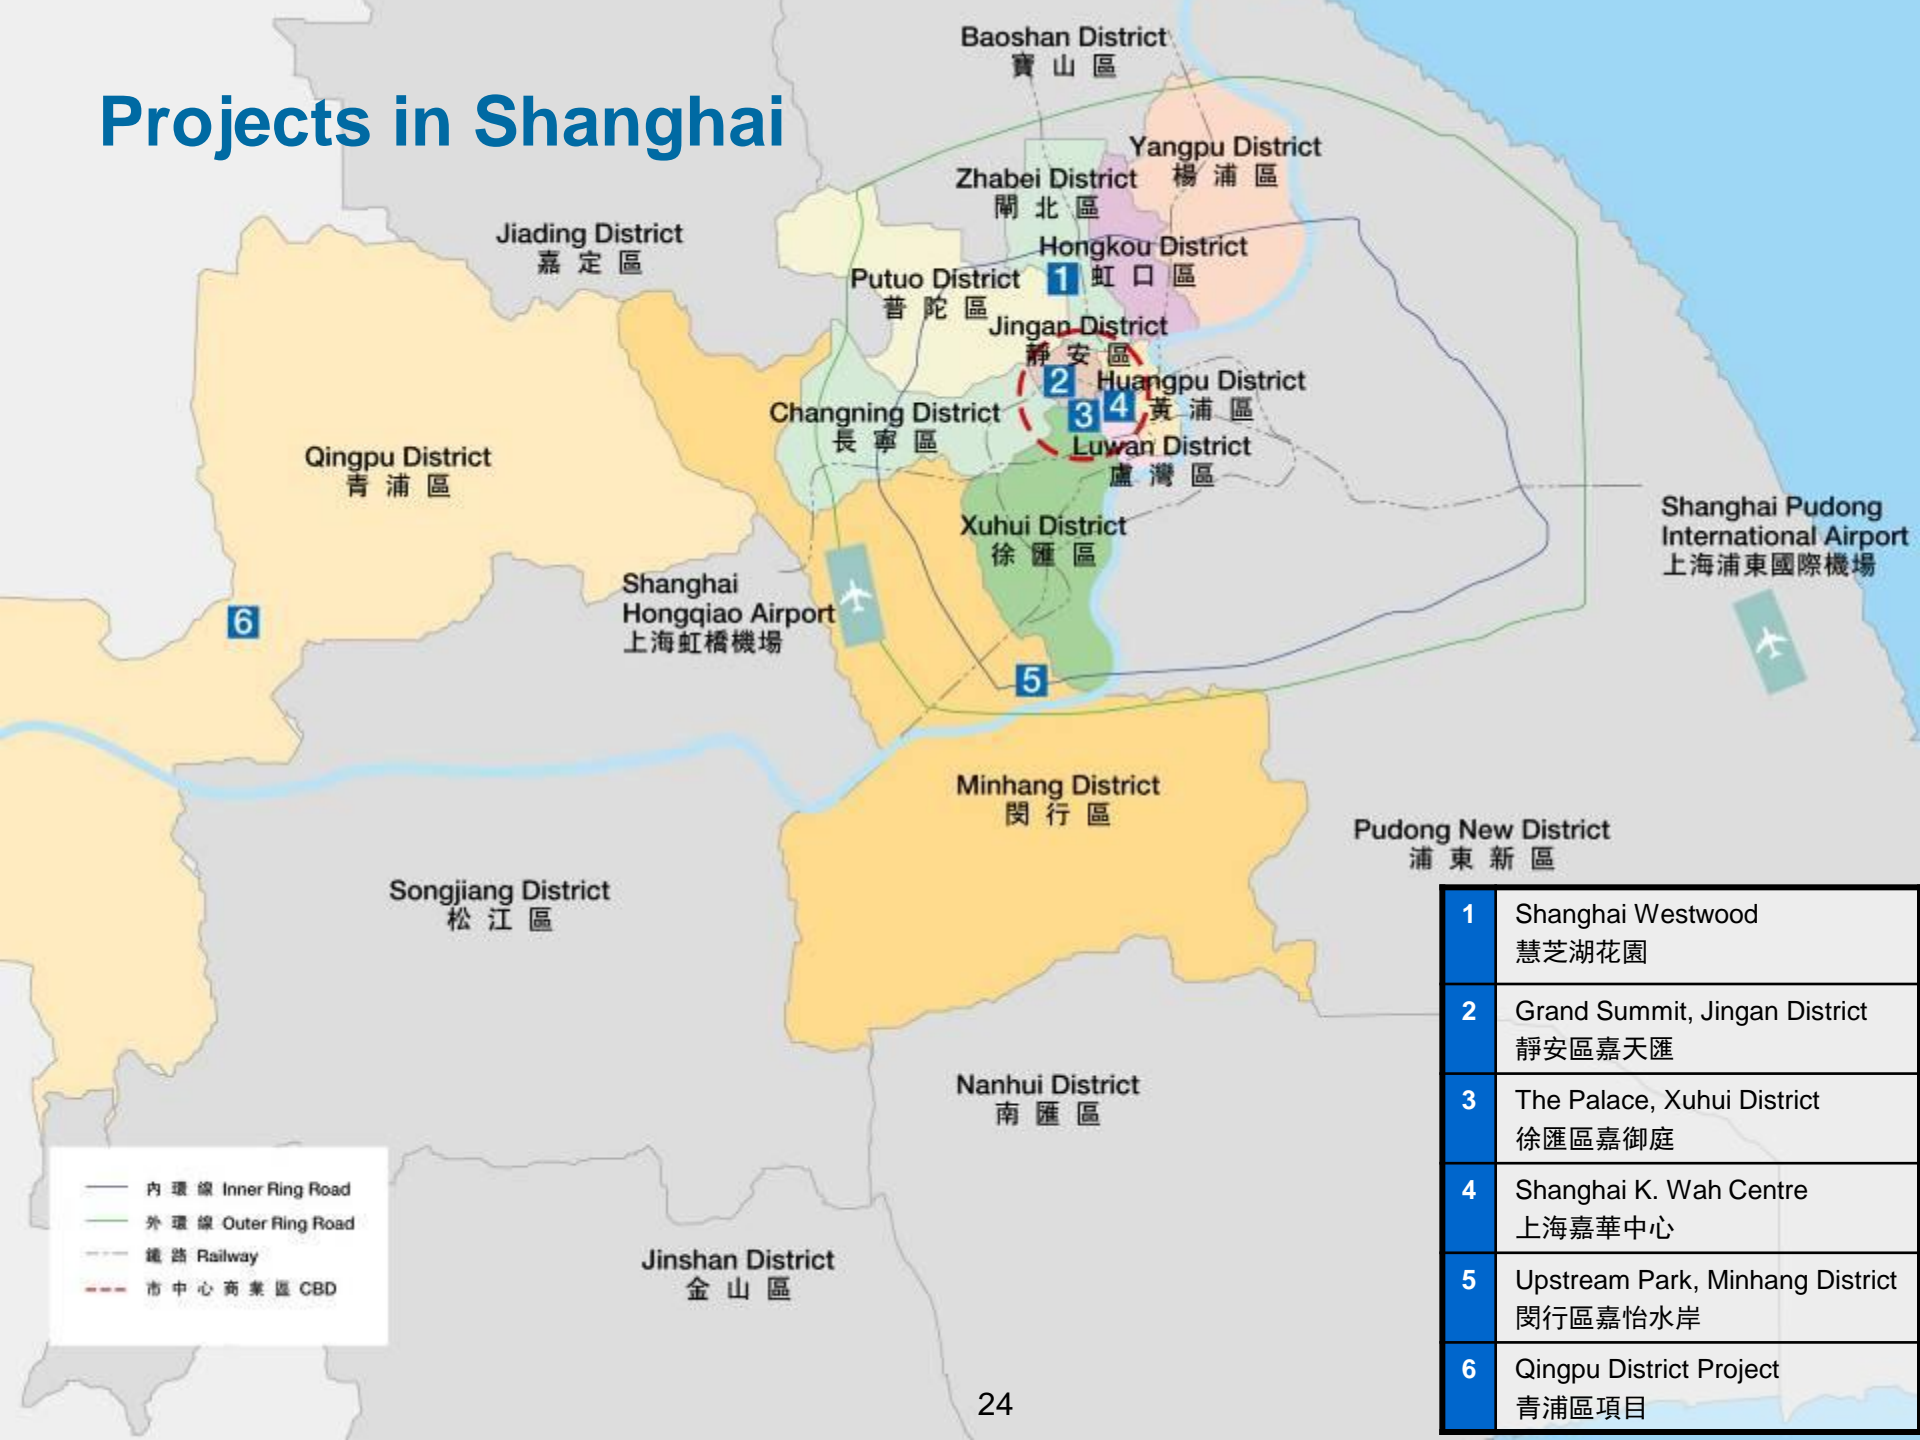 Projects in Shanghai
Baoshan District
寶山區
Yangpu District
楊浦區
Zhabei District
閘北區
Jiading District
嘉定區
Hongkou District
虹口區
Putuo District
普陀區
1
Jingan District
靜安區
2
Huangpu District
黃浦區
3
4
Changning District
長寧區
Luwan District
盧灣區
Qingpu District
青浦區
Xuhui District
徐匯區
Shanghai Pudong
International Airport
上海浦東國際機場
Shanghai
Hongqiao Airport
上海虹橋機場
6
5
Minhang District
閔行區
Pudong New District
浦東新區
Songjiang District
松江區
Nanhui District
南匯區
Jinshan District
金山區
內環線 Inner Ring Road
外環線 Outer Ring Road
鐵路 Railway
市中心商業區 CBD
1 Shanghai Westwood
慧芝湖花園
2 Grand Summit, Jingan District
靜安區嘉天匯
3 The Palace, Xuhui District
徐匯區嘉御庭
4 Shanghai K. Wah Centre
上海嘉華中心
5 Upstream Park, Minhang District
閔行區嘉怡水岸
6 Qingpu District Project
青浦區項目
24